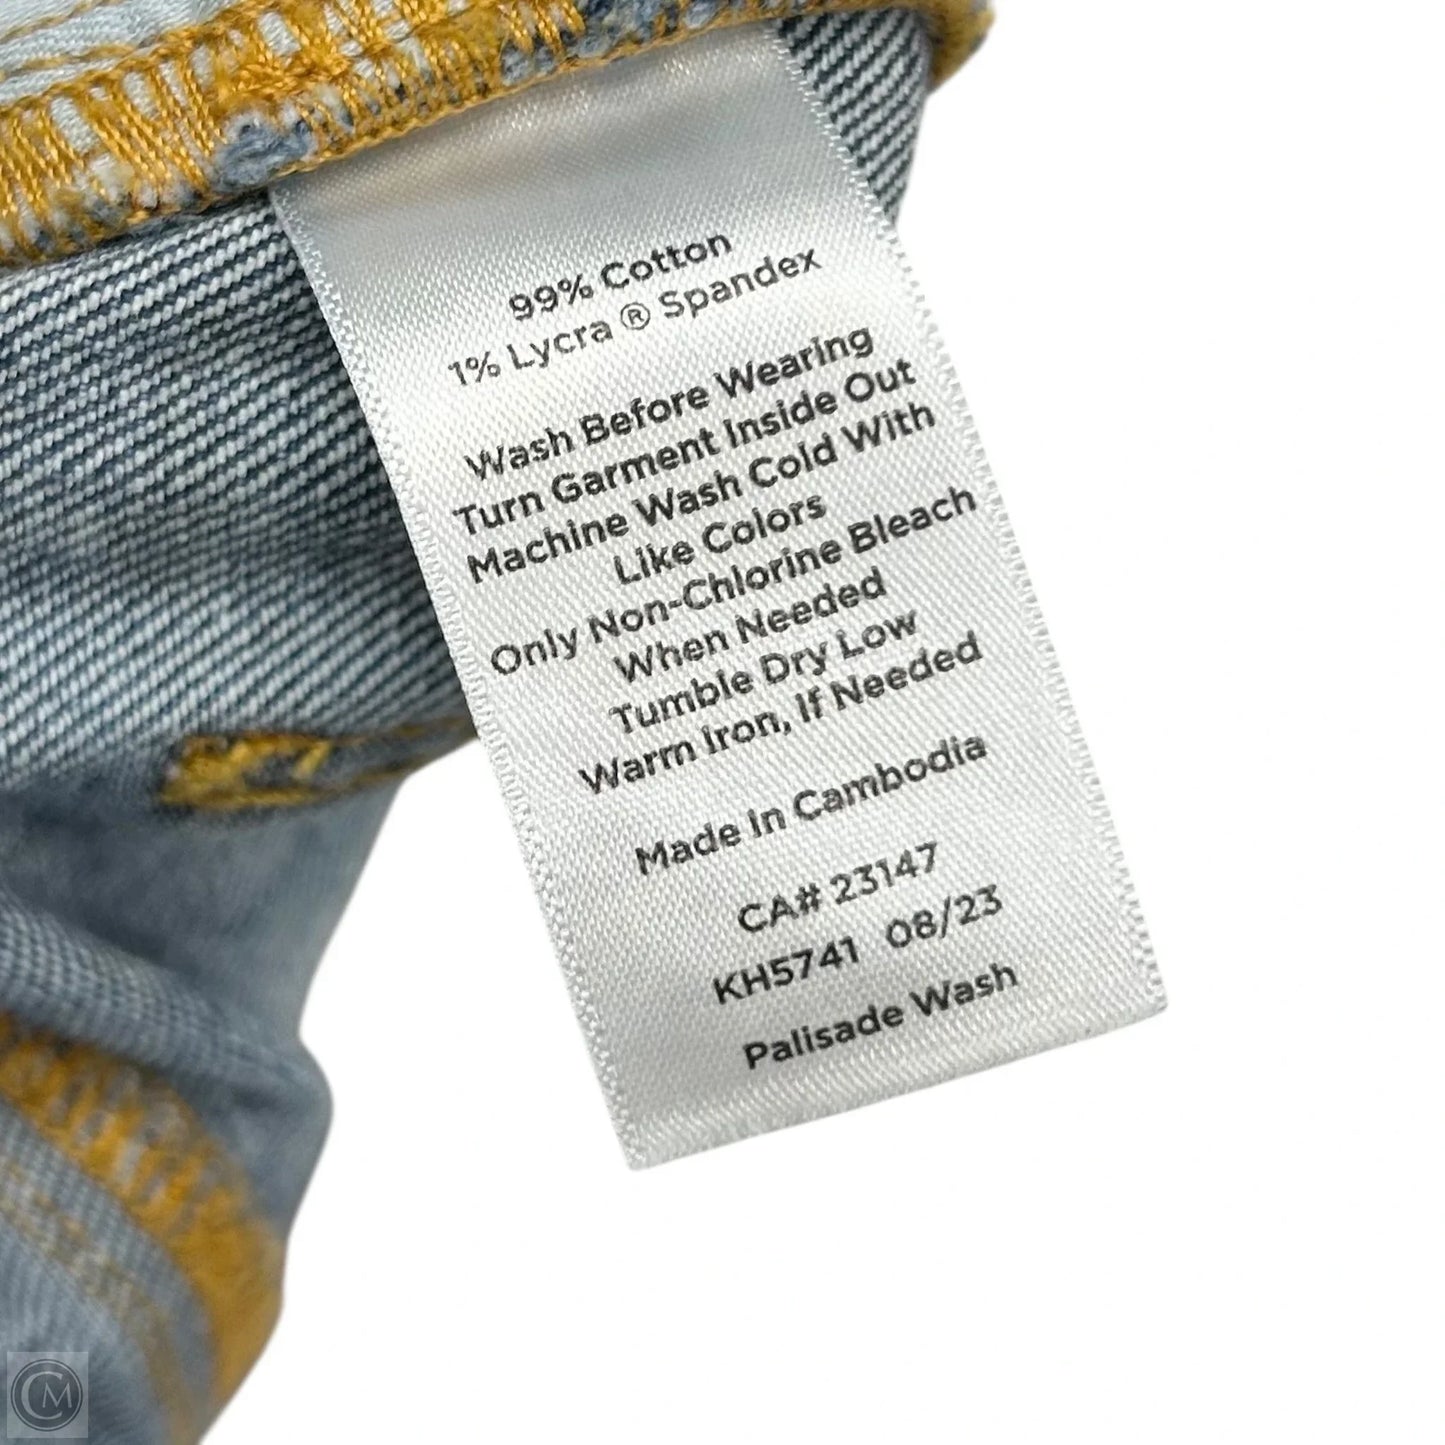 99% Cotton
1% Lycra ® Spandex
Wash Before Wearing
Turn Garment Inside Out
Machine Wash Cold With
Like Colors
Only Non-Chlorine Bleach
When Needed
Tumble Dry Low
Warm Iron, If Needed
Made In Cambodia
CA# 23147
KH5741 08/23
Palisade Wash
CM